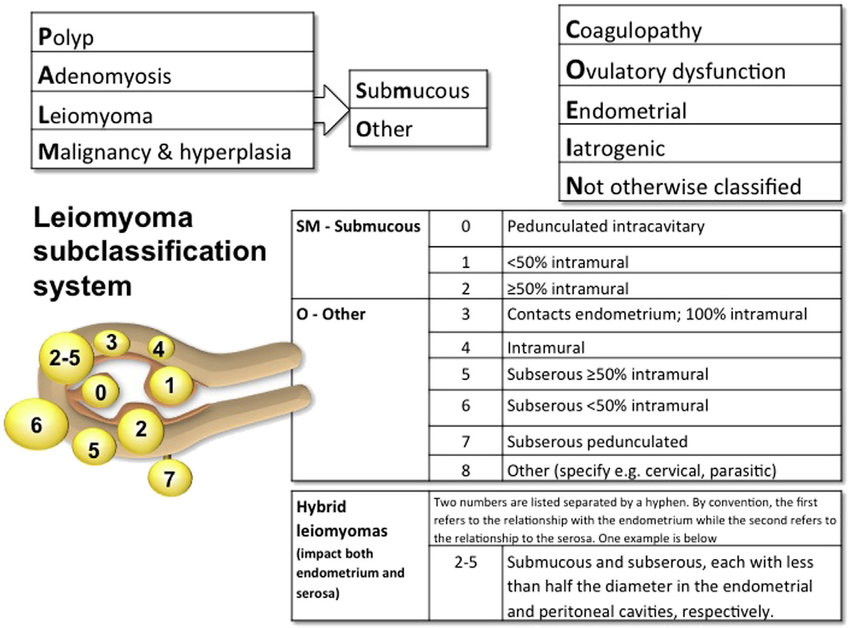 Polyp
Adenomyosis
Leiomyoma
Malignancy & hyperplasia
Submucous
Other
Coagulopathy
Ovulatory dysfunction
Endometrial
Iatrogenic
Not otherwise classified
Leiomyoma
subclassification
system
SM - Submucous
0
Pedunculated intracavitary
1
<50% intramural
2
≥50% intramural
O - Other
3
Contacts endometrium; 100% intramural
4
Intramural
5
Subserous ≥50% intramural
6
Subserous <50% intramural
7
Subserous pedunculated
8
Other (specify e.g. cervical, parasitic)
2-5
3
4
0
1
6
2
5
7
Hybrid
leiomyomas
(impact both
endometrium and
serosa)
Two numbers are listed separated by a hyphen. By convention, the first
refers to the relationship with the endometrium while the second refers to
the relationship to the serosa. One example is below
2-5
Submucous and subserous, each with less
than half the diameter in the endometrial
and peritoneal cavities, respectively.